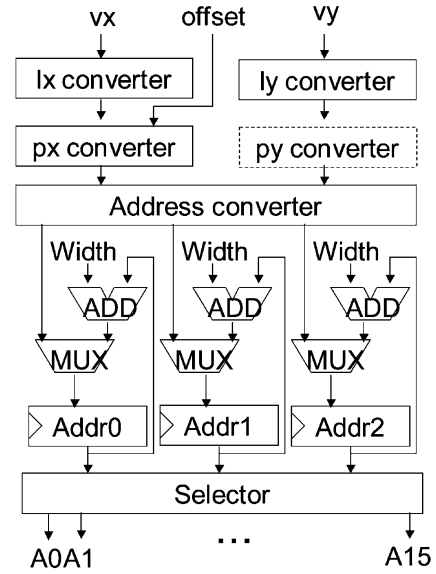 vx offset vy
lx converter ly converter
px converter py converter
Address converter
Width Width Width
ADD ADD ADD
MUX MUX MUX
Addr0 Addr1 Addr2
Selector
A0A1 ... A15